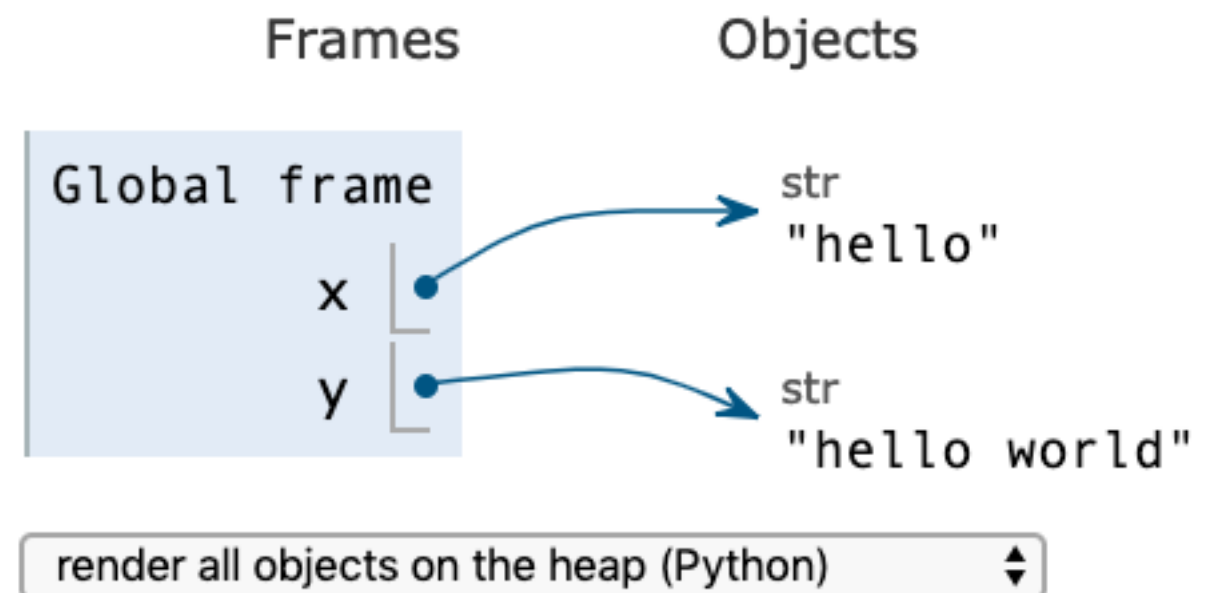 Frames Objects
Global frame
str
"hello"
x
str
y
"hello world"
render all objects on the heap (Python)